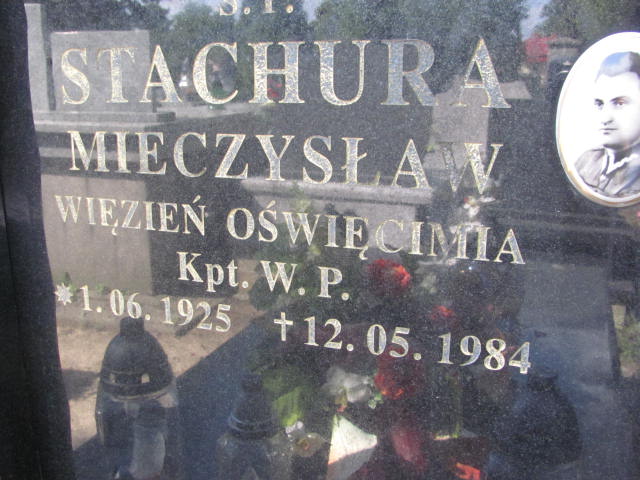 Ś.P.
STACHURA
MIECZYSŁAW
WIĘZIEŃ OŚWIĘCIMIA
Kpt. W. P.
* 1. 06. 1925 † 12. 05. 1984